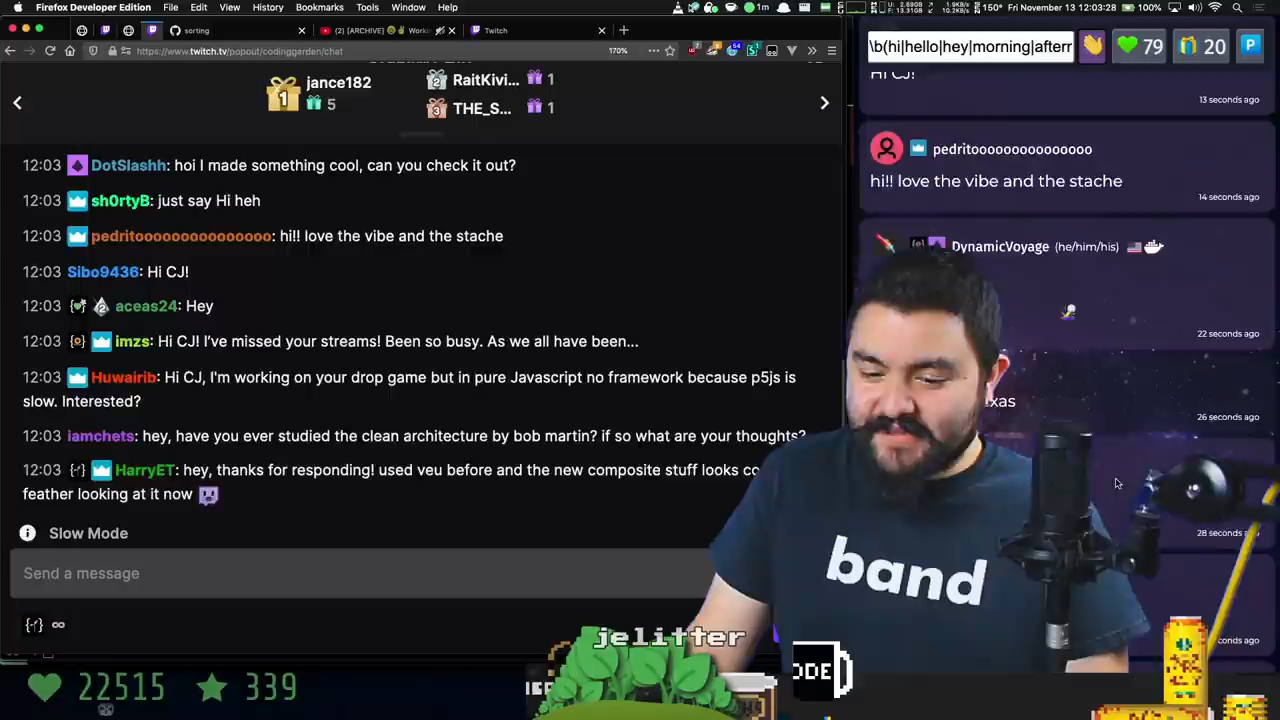 Firefox Developer Edition File Edit View History Bookmarks Tools Window Help
1m 150° Fri November 13 12:03:28 100%
sorting
(2) [ARCHIVE]
Twitch
https://www.twitch.tv/popout/codinggarden/chat
170%
\b(hi|hello|hey|morning|afterr
79
20
jance182
5
RaitKivi... 1
THE_S... 1
12:03 DotSlashh: hoi I made something cool, can you check it out?
12:03 sh0rtyB: just say Hi heh
12:03 pedritooooooooooooooo: hi!! love the vibe and the stache
12:03 Sibo9436: Hi CJ!
12:03 aceas24: Hey
12:03 imzs: Hi CJ! I've missed your streams! Been so busy. As we all have been...
12:03 Huwairib: Hi CJ, I'm working on your drop game but in pure Javascript no framework because p5js is
slow. Interested?
12:03 iamchets: hey, have you ever studied the clean architecture by bob martin? if so what are your thoughts?
12:03 HarryET: hey, thanks for responding! used veu before and the new composite stuff looks co
feather looking at it now
Slow Mode
Send a message
{r} ∞
Hi CJ!
13 seconds ago
pedritooooooooooooooo
hi!! love the vibe and the stache
14 seconds ago
DynamicVoyage (he/him/his)
22 seconds ago
xas
26 seconds ago
28 seconds ago
onds ago
band
jelitter
ODE
22515 339